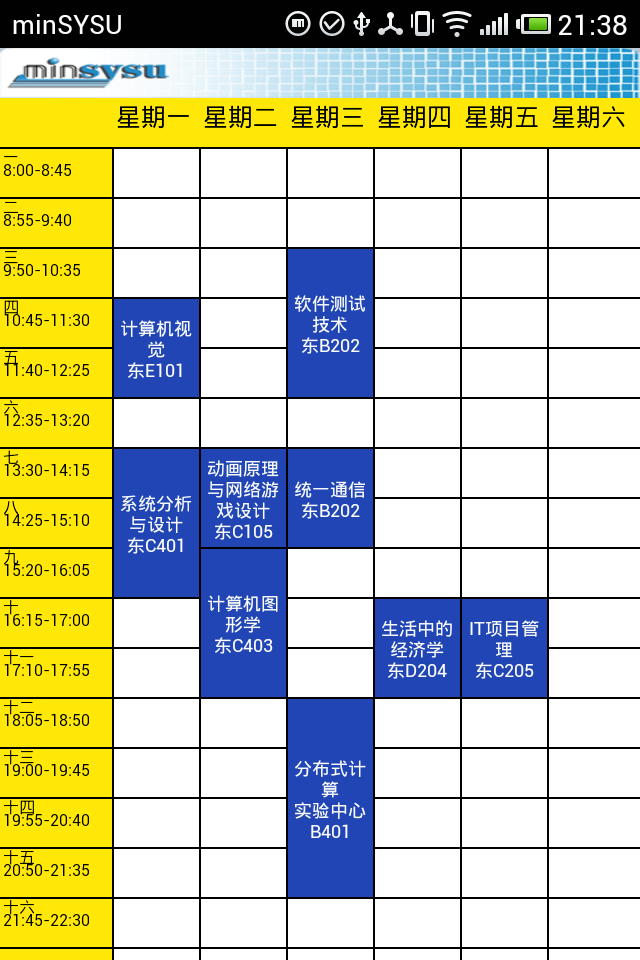 minSYSU
21:38
minsysu
星期一 星期二 星期三 星期四 星期五 星期六
一
8:00-8:45
二
8:55-9:40
三
9:50-10:35
四
10:45-11:30
五
11:40-12:25
六
12:35-13:20
七
13:30-14:15
八
14:25-15:10
九
15:20-16:05
十
16:15-17:00
十一
17:10-17:55
十二
18:05-18:50
十三
19:00-19:45
十四
19:55-20:40
十五
20:50-21:35
十六
21:45-22:30
计算机视
觉
东E101
系统分析
与设计
东C401
动画原理
与网络游
戏设计
东C105
计算机图
形学
东C403
软件测试
技术
东B202
统一通信
东B202
分布式计
算
实验中心
B401
生活中的
经济学
东D204
IT项目管
理
东C205